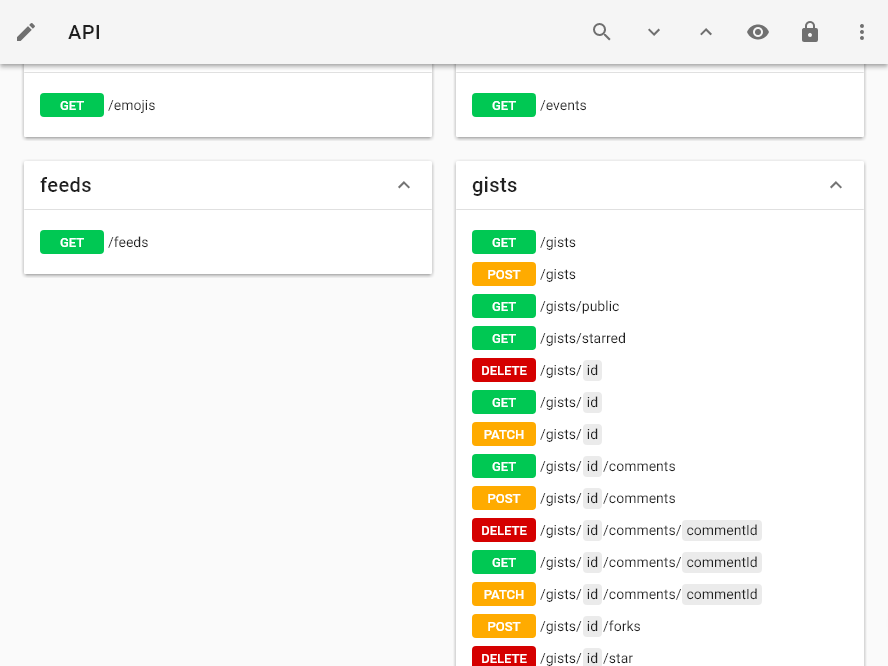 API
GET /emojis
GET /events
feeds
GET /feeds
gists
GET /gists
POST /gists
GET /gists/public
GET /gists/starred
DELETE /gists/ id
GET /gists/ id
PATCH /gists/ id
GET /gists/ id /comments
POST /gists/ id /comments
DELETE /gists/ id /comments/ commentId
GET /gists/ id /comments/ commentId
PATCH /gists/ id /comments/ commentId
POST /gists/ id /forks
DELETE /gists/ id /star